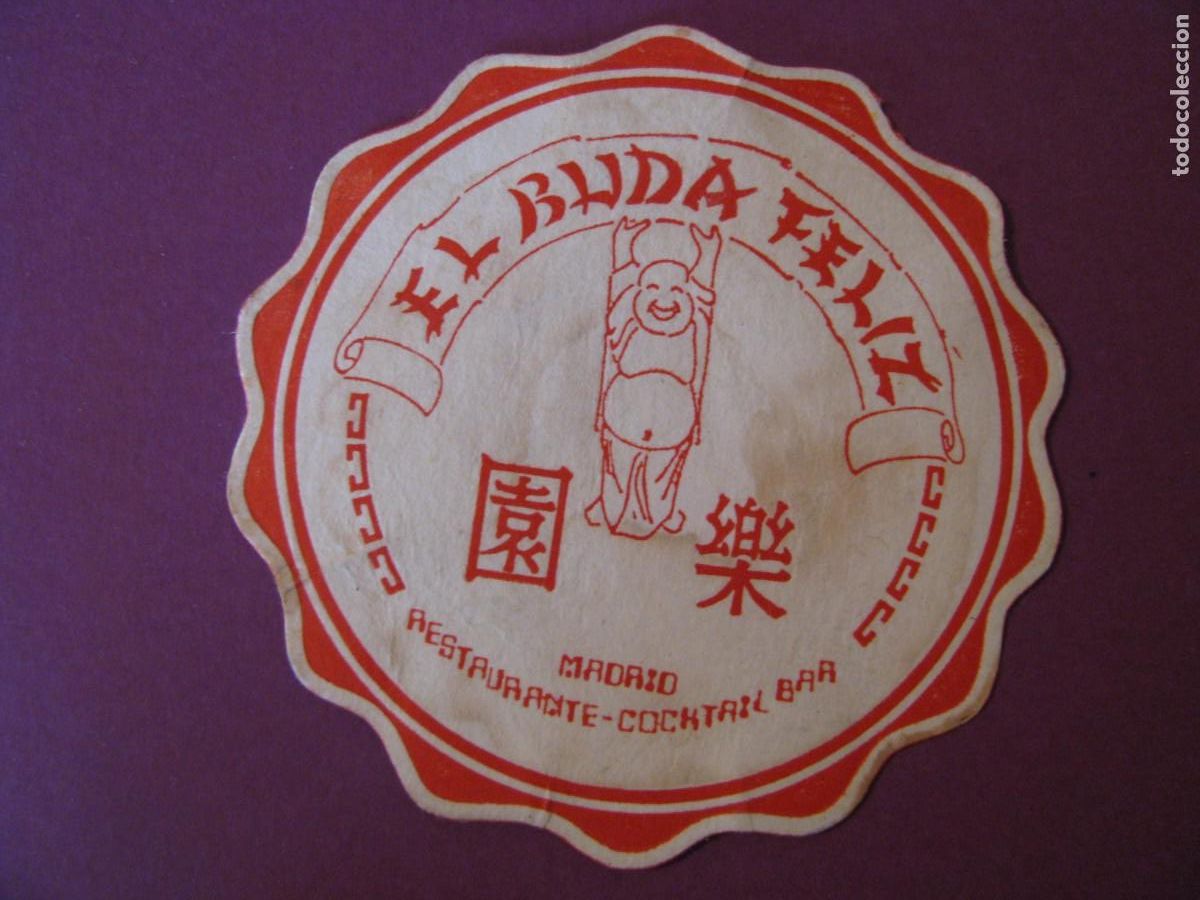 EL BUDA FELIZ
園 樂
MADRID
RESTAURANTE-COCKTAIL BAR
todocoleccion